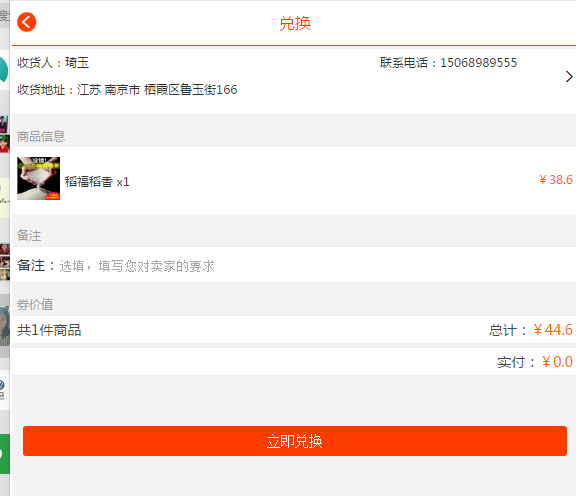 兑换
收货人：琦玉 联系电话：15068989555
收货地址：江苏 南京市 栖霞区鲁玉街166
商品信息
没错!
稻福稻香 x1 ￥38.6
备注
备注：选填，填写您对卖家的要求
券价值
共1件商品 总计：￥44.6
实付：￥0.0
立即兑换